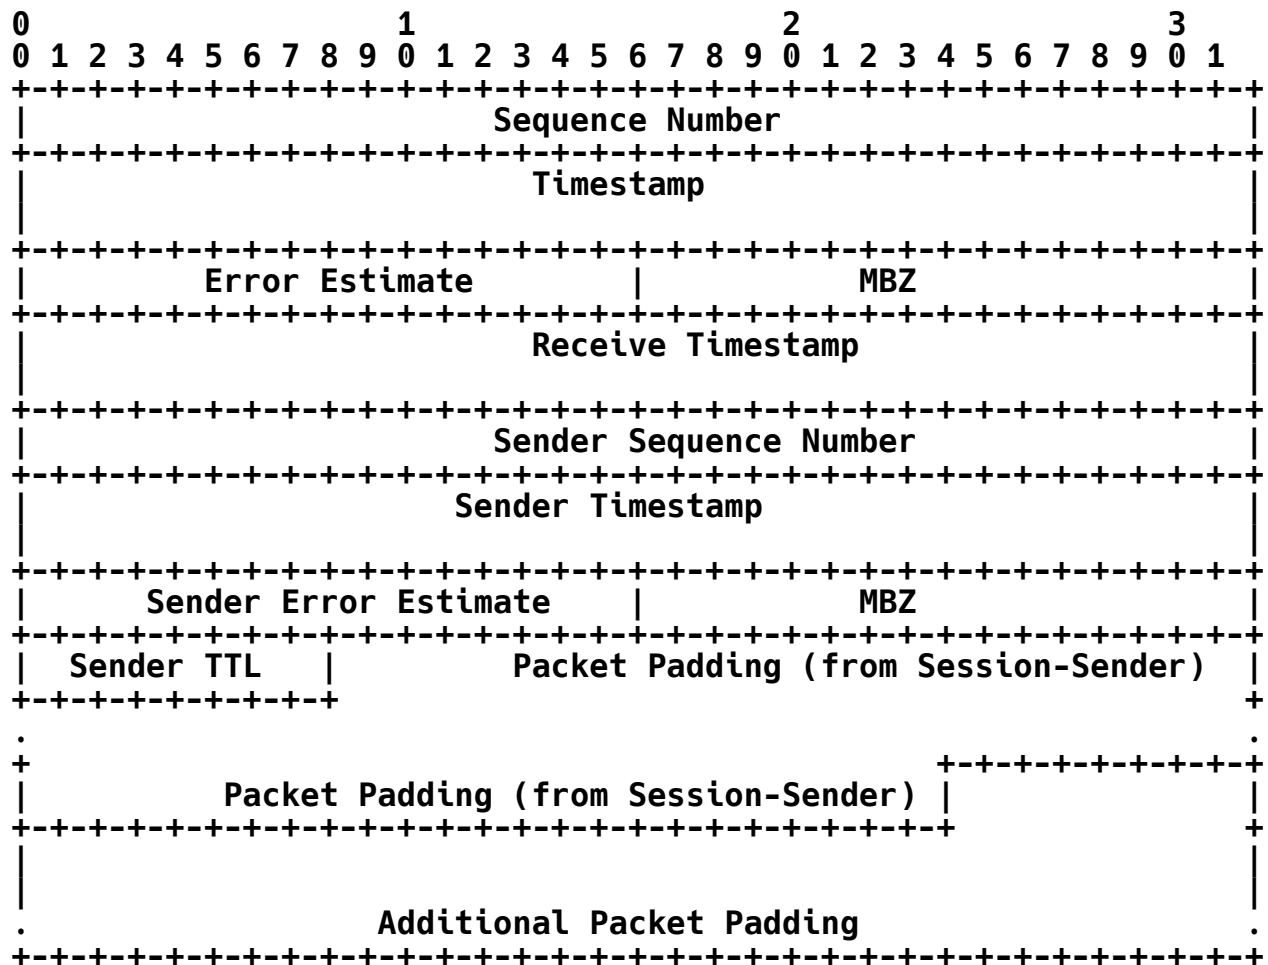 0                   1                   2                   3
0 1 2 3 4 5 6 7 8 9 0 1 2 3 4 5 6 7 8 9 0 1 2 3 4 5 6 7 8 9 0 1
+-+-+-+-+-+-+-+-+-+-+-+-+-+-+-+-+-+-+-+-+-+-+-+-+-+-+-+-+-+-+-+-+
|                        Sequence Number                        |
+-+-+-+-+-+-+-+-+-+-+-+-+-+-+-+-+-+-+-+-+-+-+-+-+-+-+-+-+-+-+-+-+
|                          Timestamp                            |
|                                                               |
+-+-+-+-+-+-+-+-+-+-+-+-+-+-+-+-+-+-+-+-+-+-+-+-+-+-+-+-+-+-+-+-+
|         Error Estimate        |           MBZ                 |
+-+-+-+-+-+-+-+-+-+-+-+-+-+-+-+-+-+-+-+-+-+-+-+-+-+-+-+-+-+-+-+-+
|                          Receive Timestamp                    |
|                                                               |
+-+-+-+-+-+-+-+-+-+-+-+-+-+-+-+-+-+-+-+-+-+-+-+-+-+-+-+-+-+-+-+-+
|                        Sender Sequence Number                 |
+-+-+-+-+-+-+-+-+-+-+-+-+-+-+-+-+-+-+-+-+-+-+-+-+-+-+-+-+-+-+-+-+
|                      Sender Timestamp                         |
|                                                               |
+-+-+-+-+-+-+-+-+-+-+-+-+-+-+-+-+-+-+-+-+-+-+-+-+-+-+-+-+-+-+-+-+
|      Sender Error Estimate    |           MBZ                 |
+-+-+-+-+-+-+-+-+-+-+-+-+-+-+-+-+-+-+-+-+-+-+-+-+-+-+-+-+-+-+-+-+
|  Sender TTL   |         Packet Padding (from Session-Sender)  |
+-+-+-+-+-+-+-+-+                                               +
.                                                               .
+                                               +-+-+-+-+-+-+-+-+
|          Packet Padding (from Session-Sender) |               |
+-+-+-+-+-+-+-+-+-+-+-+-+-+-+-+-+-+-+-+-+-+-+-+-+               +
|                                                               |
|                                                               |
.                  Additional Packet Padding                    .
+-+-+-+-+-+-+-+-+-+-+-+-+-+-+-+-+-+-+-+-+-+-+-+-+-+-+-+-+-+-+-+-+